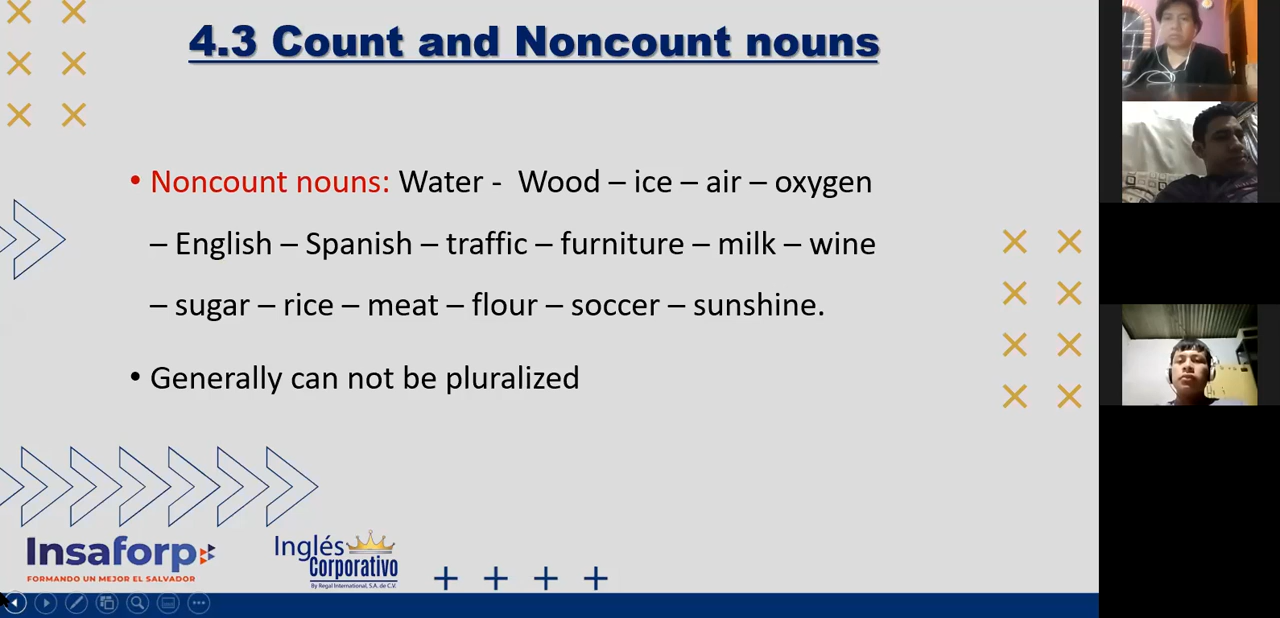 4.3 Count and Noncount nouns
• Noncount nouns: Water - Wood – ice – air – oxygen
– English – Spanish – traffic – furniture – milk – wine
– sugar – rice – meat – flour – soccer – sunshine.
• Generally can not be pluralized
Insaforp
FORMANDO UN MEJOR EL SALVADOR
Inglés
Corporativo
By Regal International, S.A. de C.V.